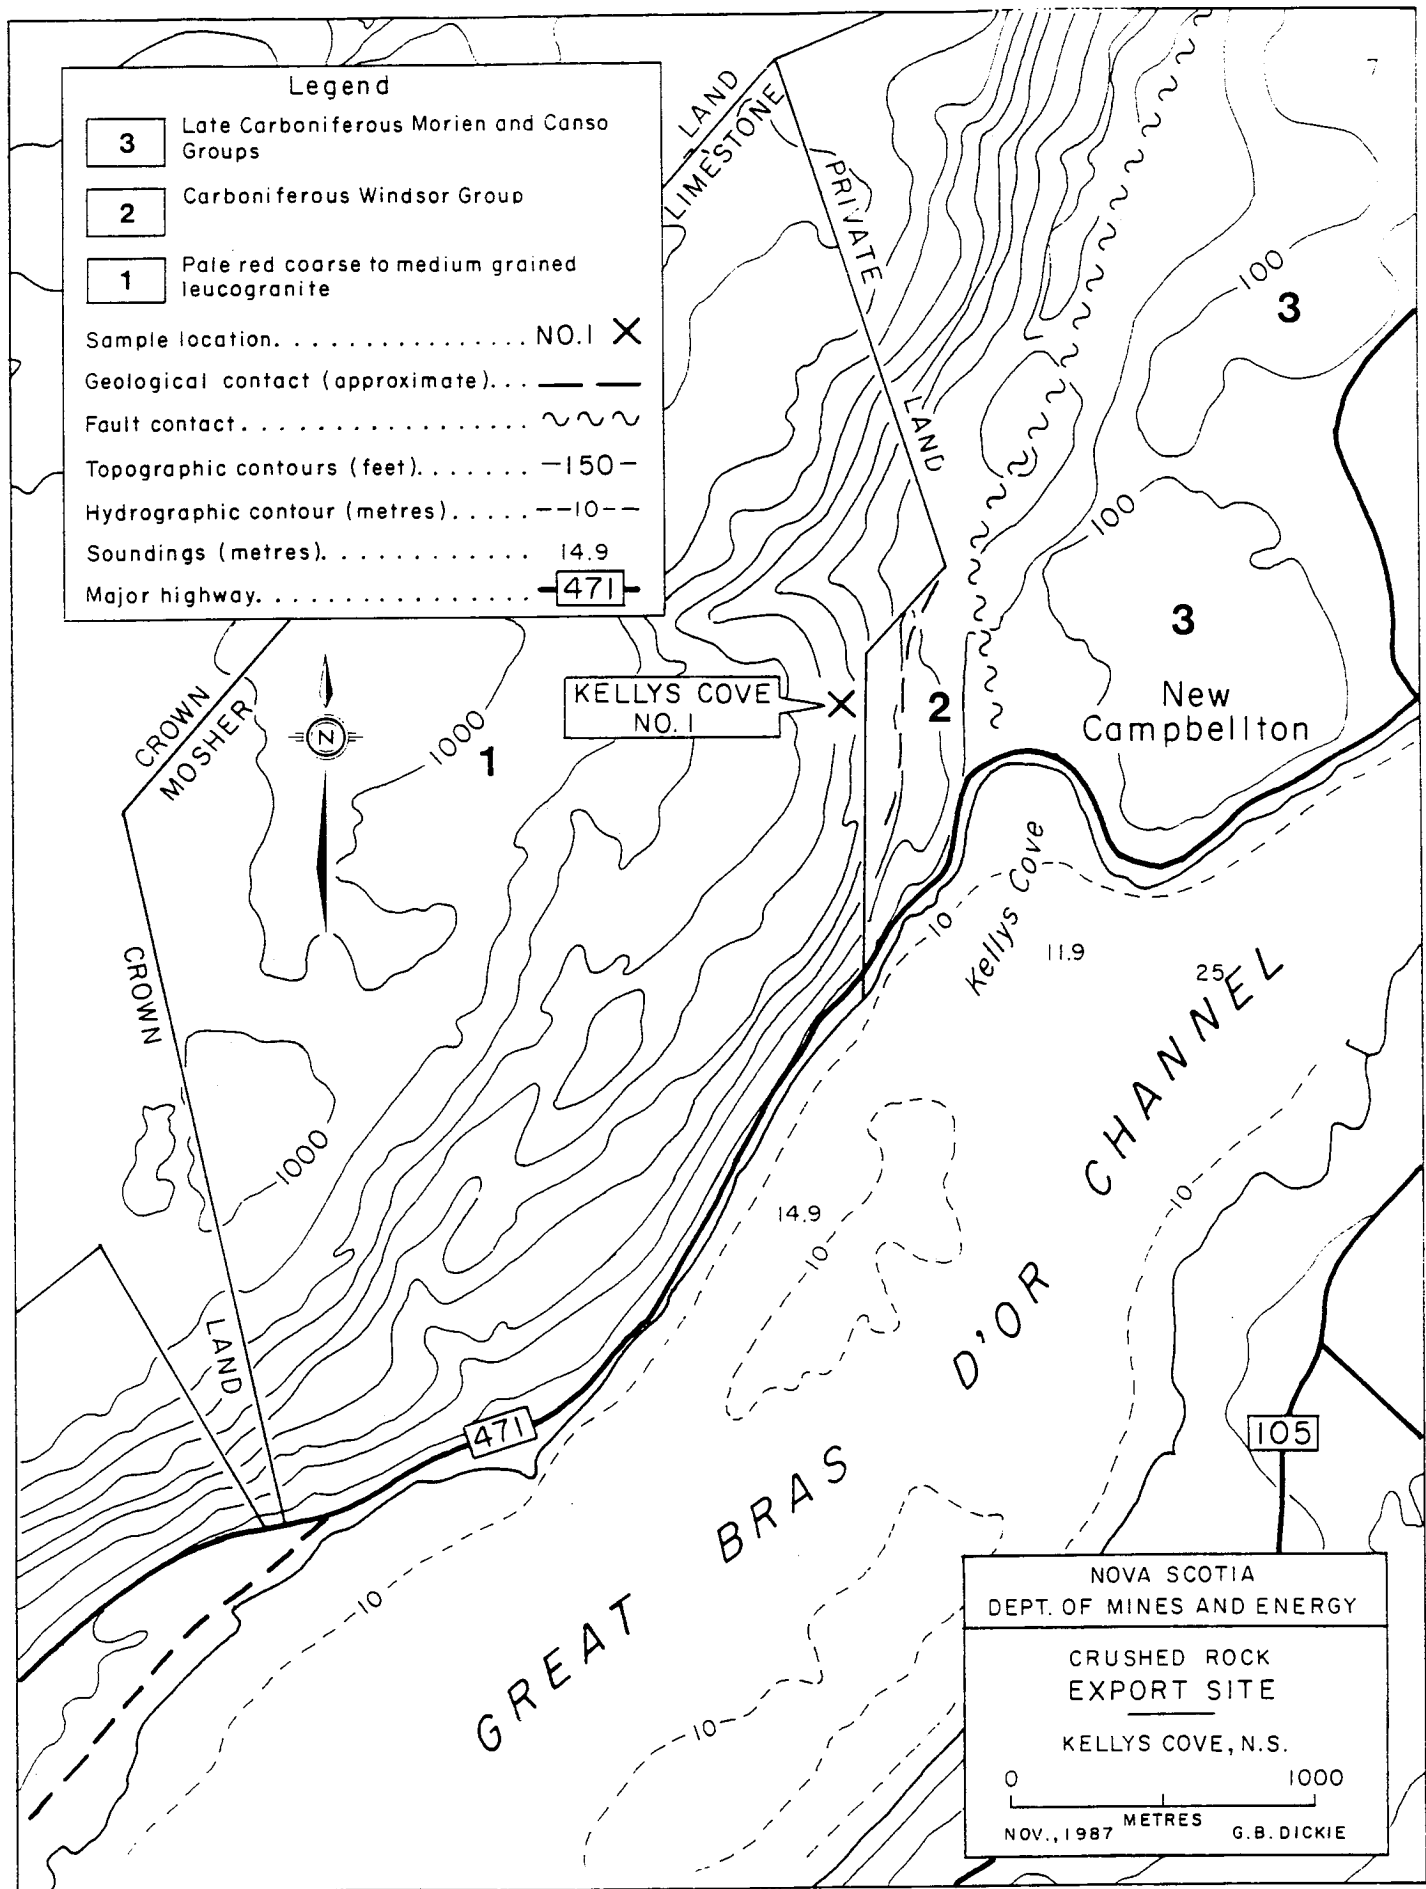 Legend
3 Late Carboniferous Morien and Canso
Groups
2 Carboniferous Windsor Group
1 Pale red coarse to medium grained
leucogranite
Sample location................ NO.1 X
Geological contact (approximate)... — —
Fault contact.................. ~~~
Topographic contours (feet)....... –150–
Hydrographic contour (metres)..... --10--
Soundings (metres)............. 14.9
Major highway................. 471
LAND
LIMESTONE
PRIVATE
LAND
7
100
3
100
3
New
Campbellton
2
KELLYS COVE
NO. 1
X
CROWN
MOSHER
N
1000
1
CROWN
LAND
1000
Kellys Cove
10
11.9
25
14.9
10
10
GREAT BRAS D'OR CHANNEL
471
105
10
10
NOVA SCOTIA
DEPT. OF MINES AND ENERGY
CRUSHED ROCK
EXPORT SITE
KELLYS COVE, N.S.
0 1000
METRES
NOV., 1987 G.B. DICKIE